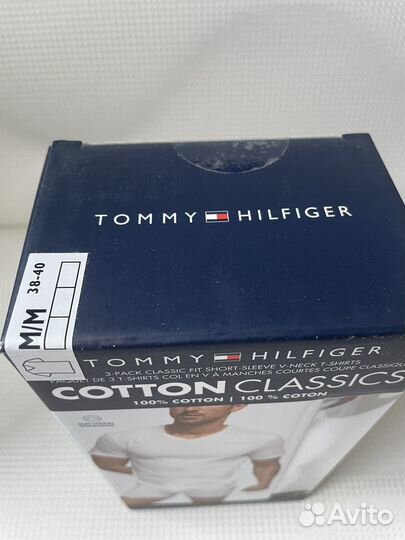 TOMMY HILFIGER
M/M 38-40
TOMMY HILFIGER
3-PACK CLASSIC FIT SHORT-SLEEVE V-NECK T-SHIRTS
PAQUET DE 3 T-SHIRTS COL EN V À MANCHES COURTES COUPE CLASSIQUE
COTTON CLASSICS
100% COTTON | 100 % COTON
Avito